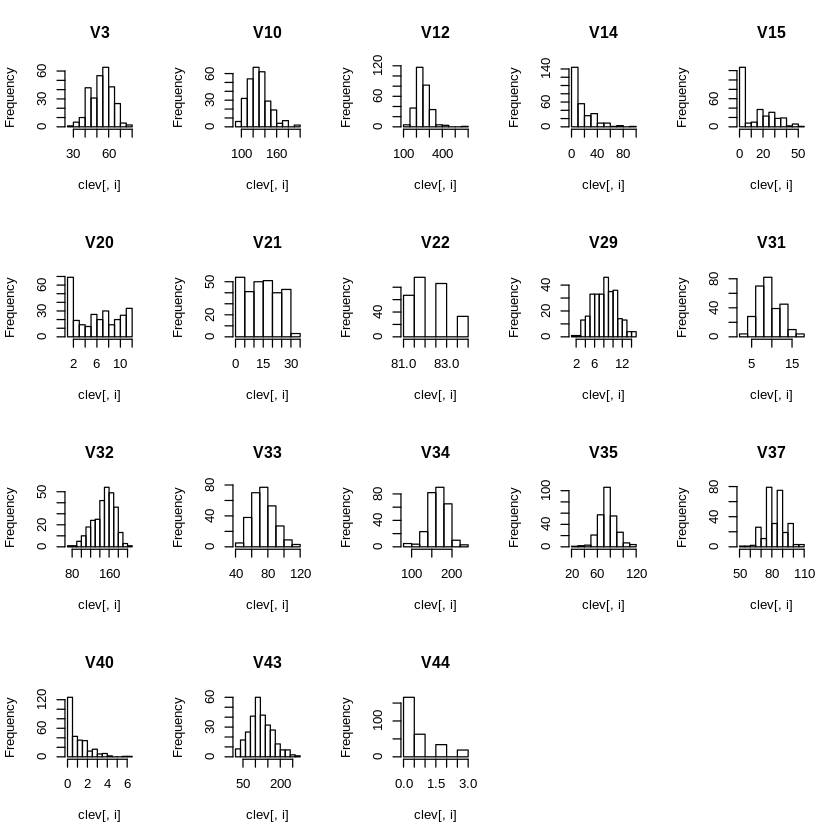 V3 V10 V12 V14 V15
Frequency Frequency Frequency Frequency Frequency
0 30 60 0 30 60 0 60 120 0 60 140 0 60
30 60 100 160 100 400 0 40 80 0 20 50
clev[, i] clev[, i] clev[, i] clev[, i] clev[, i]
V20 V21 V22 V29 V31
Frequency Frequency Frequency Frequency Frequency
0 30 60 0 20 50 0 40 0 20 40 0 40 80
2 6 10 0 15 30 81.0 83.0 2 6 12 5 15
clev[, i] clev[, i] clev[, i] clev[, i] clev[, i]
V32 V33 V34 V35 V37
Frequency Frequency Frequency Frequency Frequency
0 20 50 0 40 80 0 40 80 0 40 100 0 40 80
80 160 40 80 120 100 200 20 60 120 50 80 110
clev[, i] clev[, i] clev[, i] clev[, i] clev[, i]
V40 V43 V44
Frequency Frequency Frequency
0 60 120 0 30 60 0 100
0 2 4 6 50 200 0.0 1.5 3.0
clev[, i] clev[, i] clev[, i]